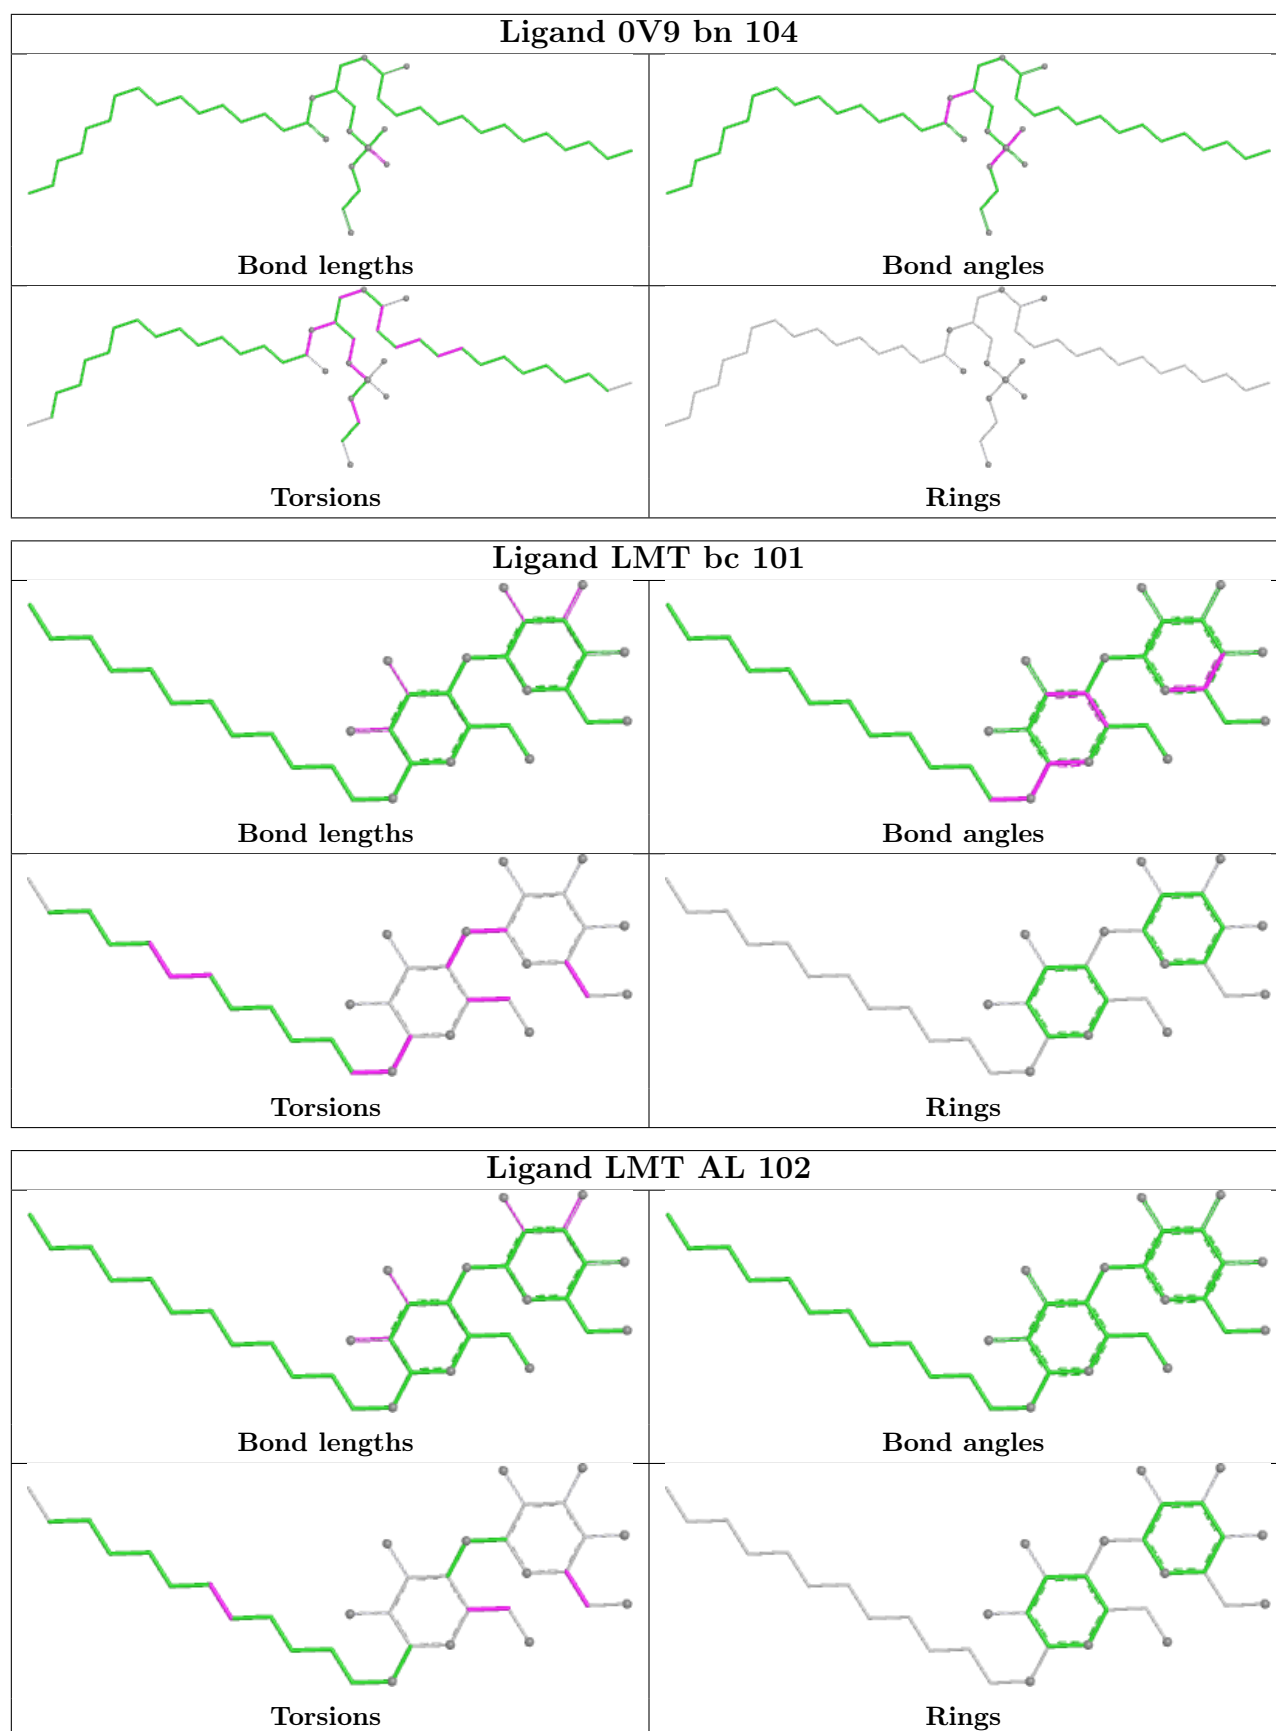 Ligand 0V9 bn 104
Bond lengths
Bond angles
Torsions
Rings
Ligand LMT bc 101
Bond lengths
Bond angles
Torsions
Rings
Ligand LMT AL 102
Bond lengths
Bond angles
Torsions
Rings